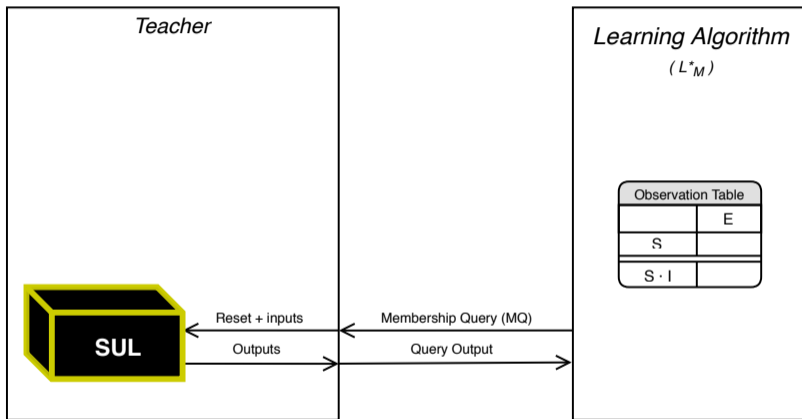 Teacher
Learning Algorithm
( L*M )
Observation Table
E
S
S · I
Reset + inputs
Membership Query (MQ)
SUL
Outputs
Query Output